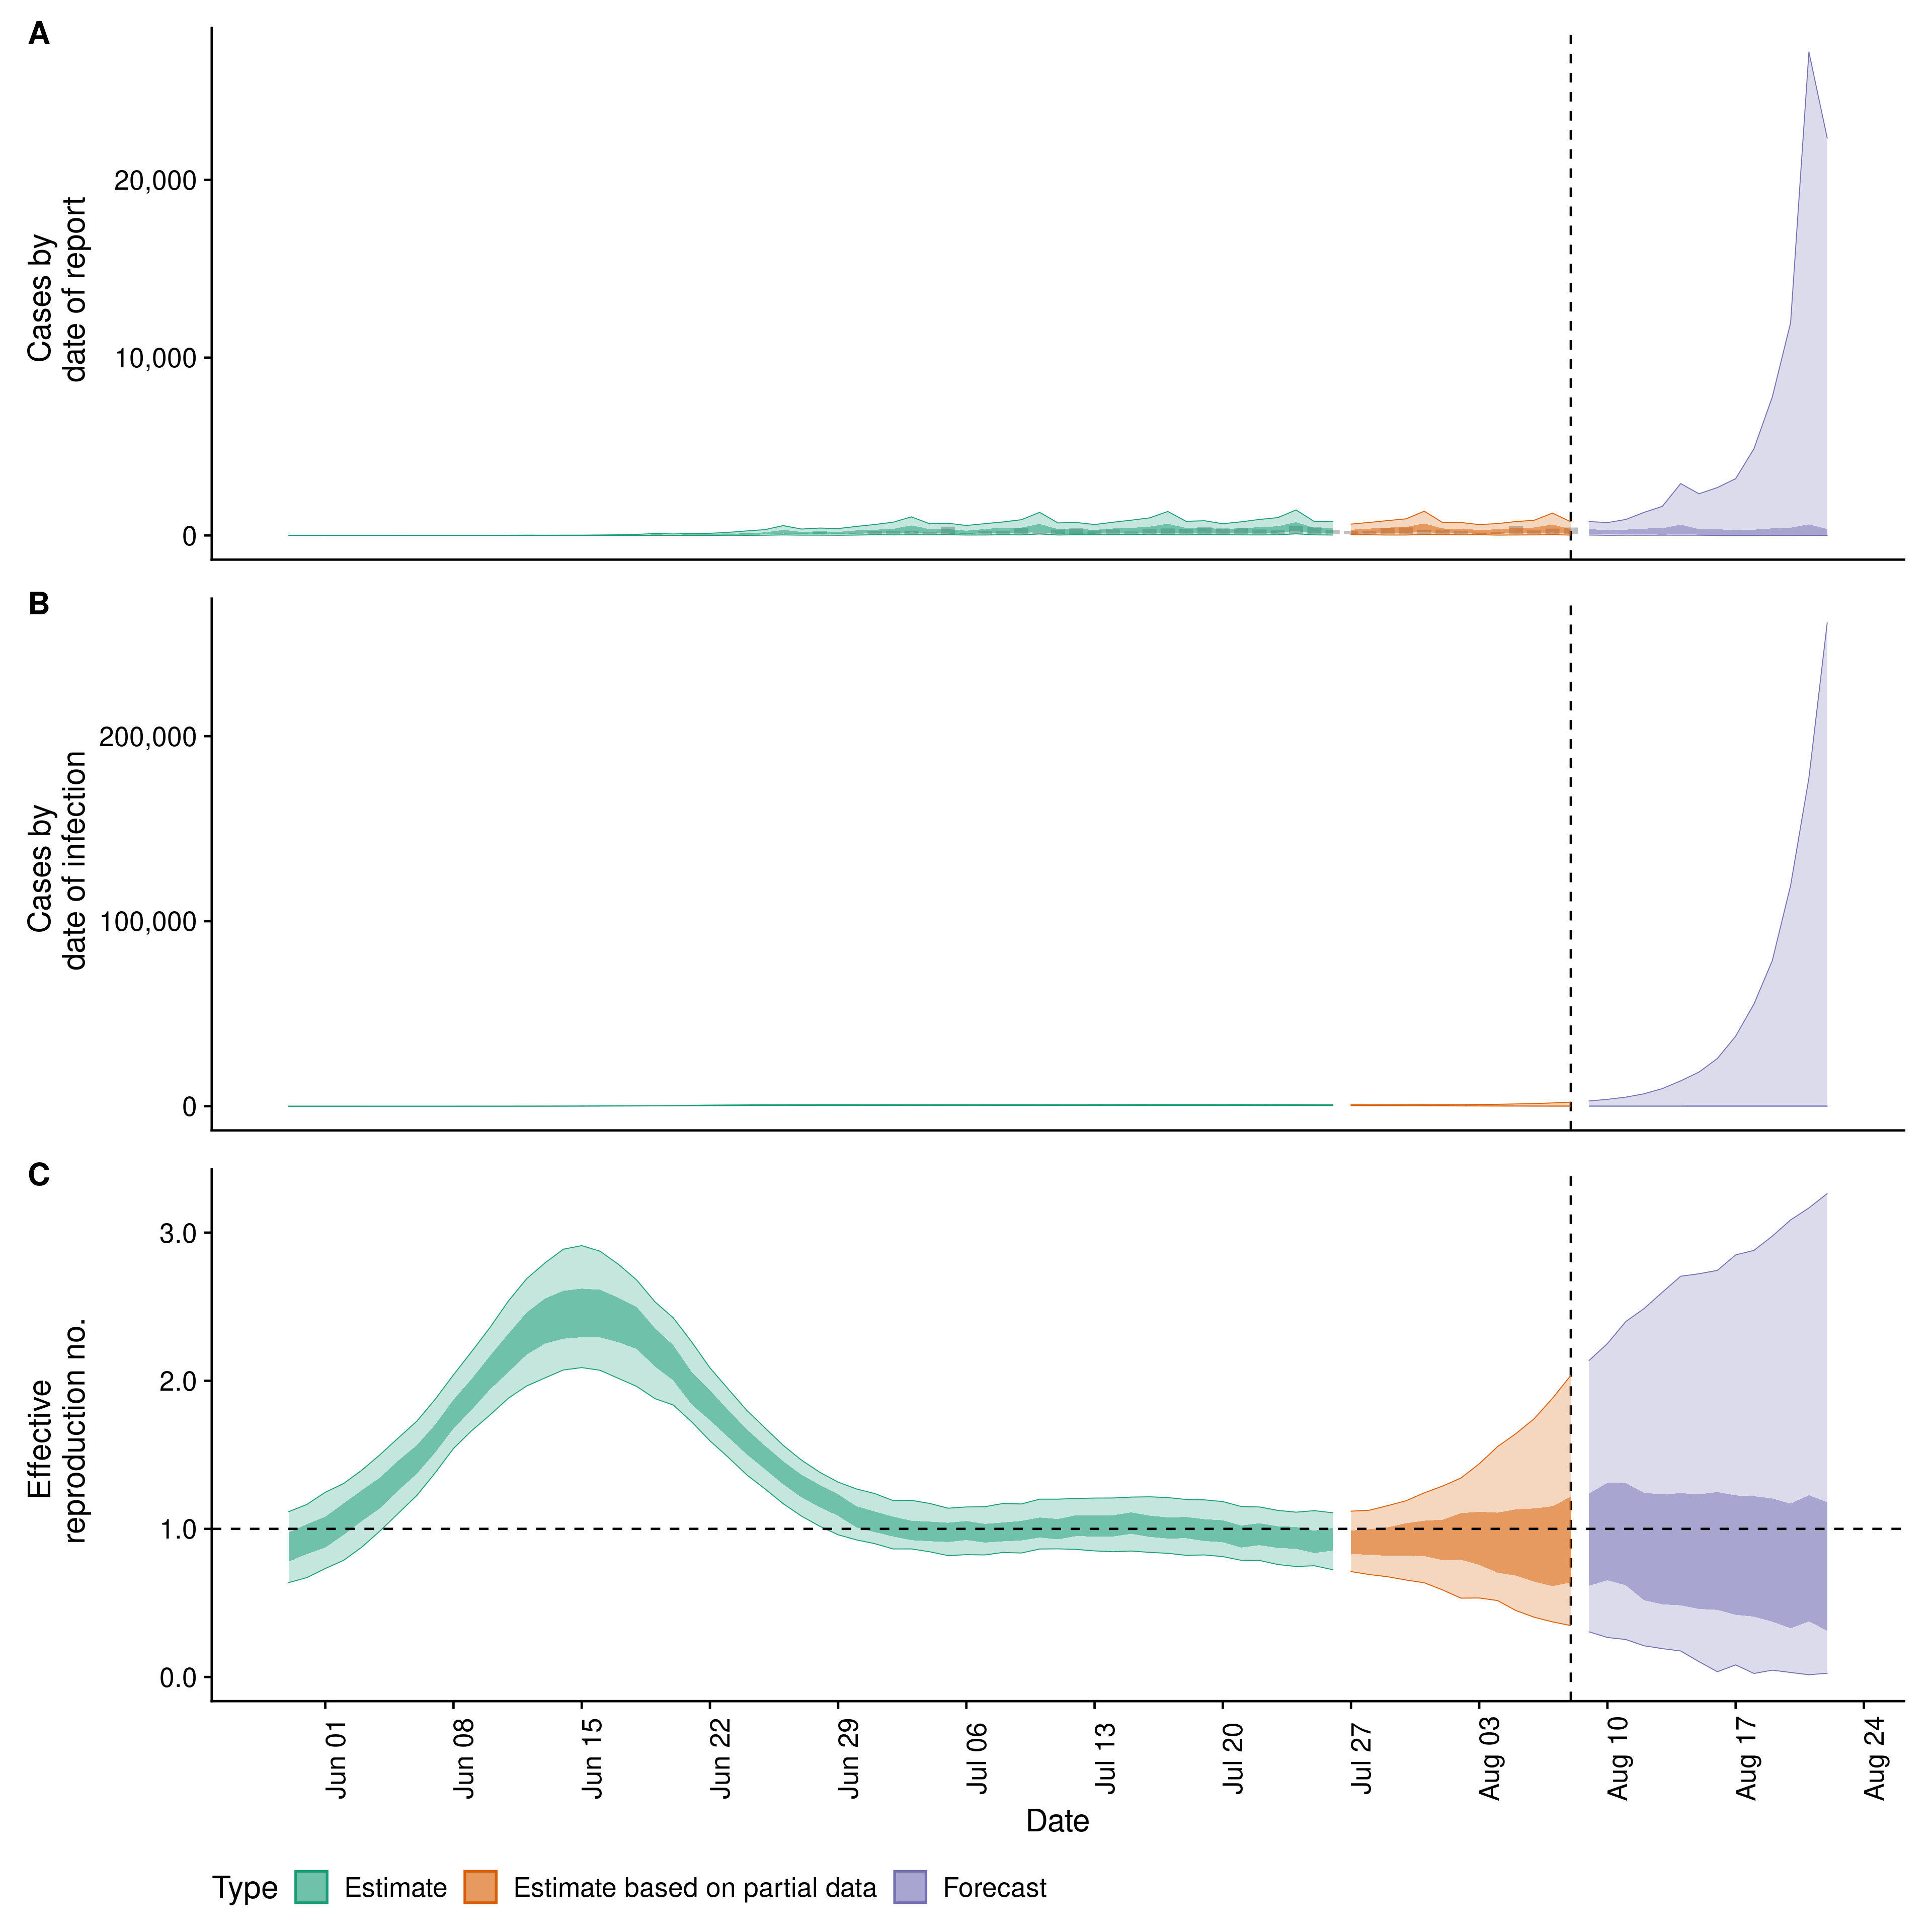 A
Cases by
date of report
20,000
10,000
0
B
Cases by
date of infection
200,000
100,000
0
C
Effective
reproduction no.
3.0
2.0
1.0
0.0
Jun 01
Jun 08
Jun 15
Jun 22
Jun 29
Jul 06
Jul 13
Jul 20
Jul 27
Aug 03
Aug 10
Aug 17
Aug 24
Date
Type Estimate Estimate based on partial data Forecast